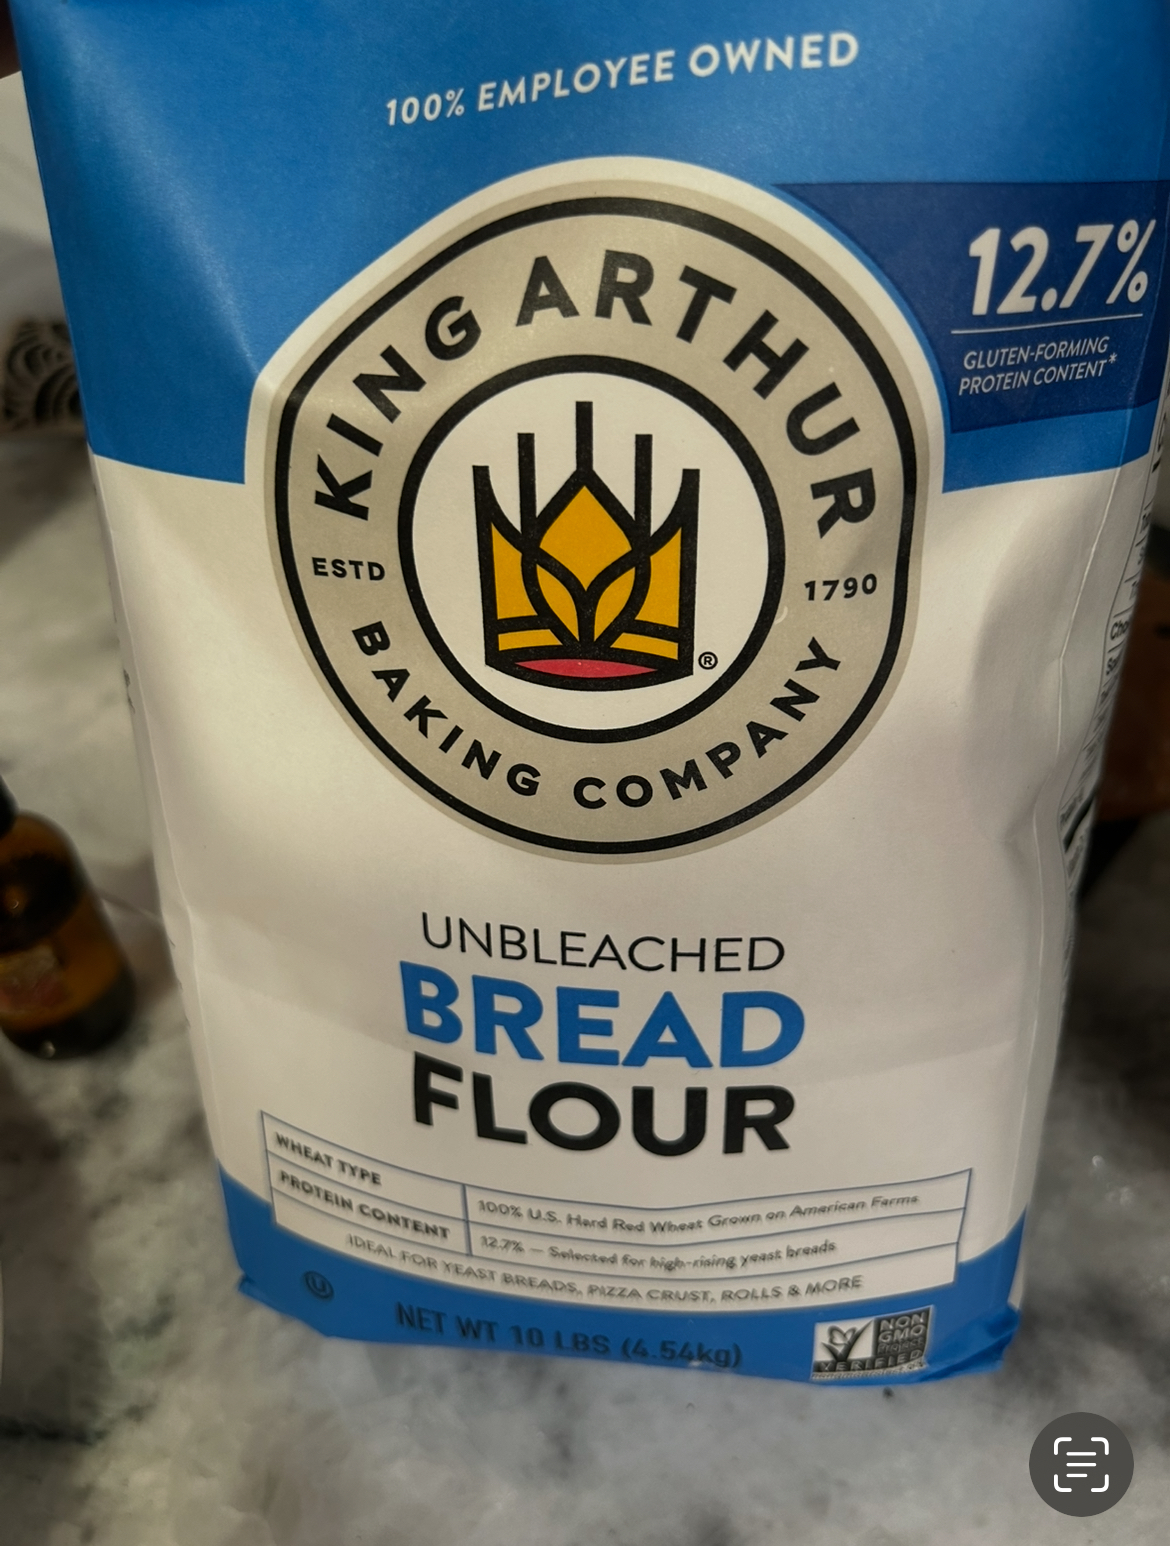 100% EMPLOYEE OWNED
12.7%
GLUTEN-FORMING
PROTEIN CONTENT*
KING ARTHUR
ESTD 1790
BAKING COMPANY
®
UNBLEACHED
BREAD
FLOUR
WHEAT TYPE 100% U.S. Hard Red Wheat Grown on American Farms
PROTEIN CONTENT 12.7% — Selected for high-rising yeast breads
IDEAL FOR YEAST BREADS, PIZZA CRUST, ROLLS & MORE
U
NET WT 10 LBS (4.54kg)
NON
GMO
Project
VERIFIED